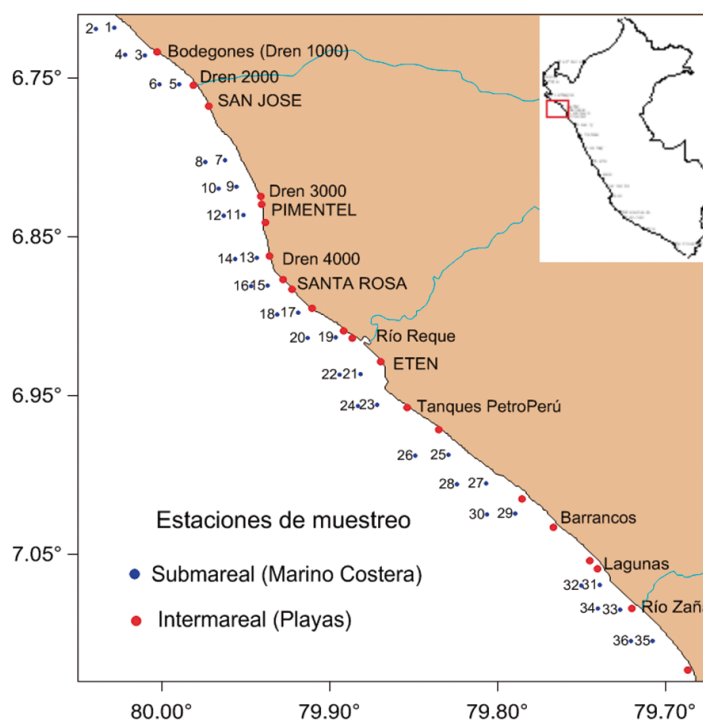 2 1
4 3
Bodegones (Dren 1000)
6.75°
6 5
Dren 2000
SAN JOSE
8 7
10 9
Dren 3000
12 11
PIMENTEL
6.85°
14 13
Dren 4000
16 15
SANTA ROSA
18 17
20 19
Río Reque
ETEN
22 21
6.95°
24 23
Tanques PetroPerú
26 25
28 27
30 29
Barrancos
Estaciones de muestreo
7.05°
Lagunas
Submareal (Marino Costera)
32 31
34 33
Río Zaña
Intermareal (Playas)
36 35
80.00° 79.90° 79.80° 79.70°